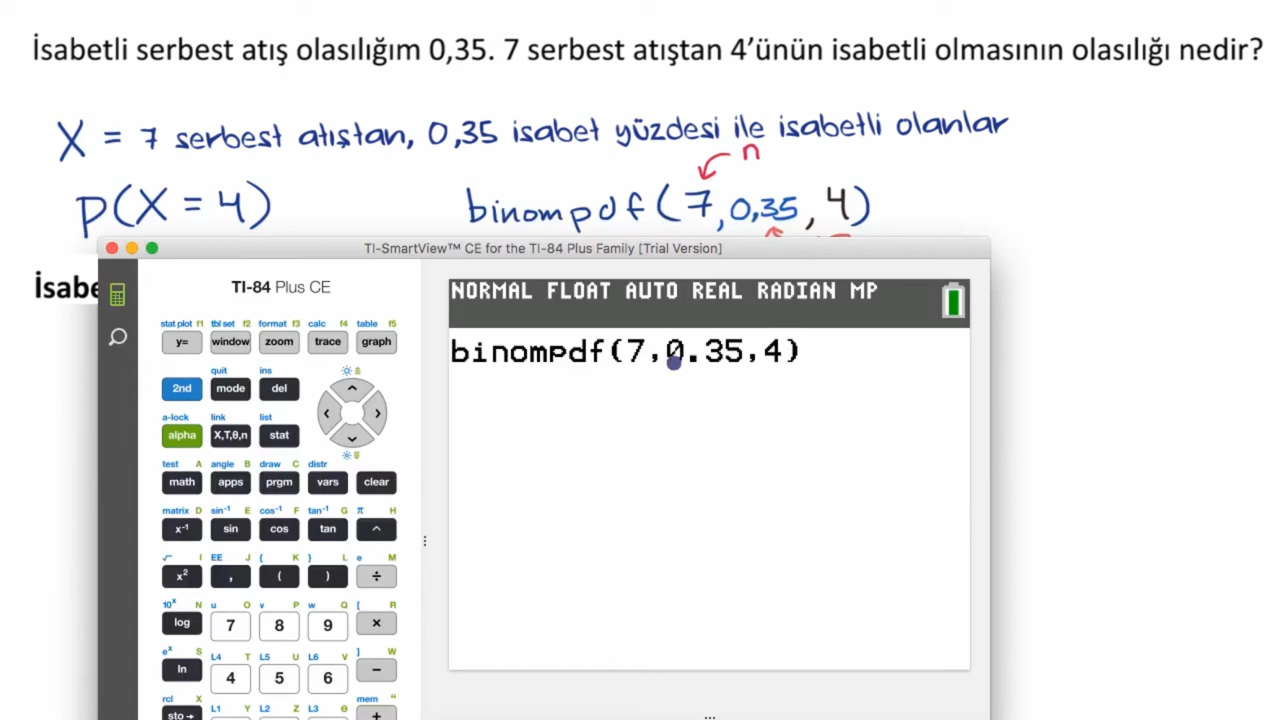 İsabetli serbest atış olasılığım 0,35. 7 serbest atıştan 4'ünün isabetli olmasının olasılığı nedir?
X = 7 serbest atıştan, 0,35 isabet yüzdesi ile isabetli olanlar
n
P(X = 4)
binompdf(7,0,35,4)
İsabe
TI-SmartView™ CE for the TI-84 Plus Family [Trial Version]
TI-84 Plus CE
NORMAL FLOAT AUTO REAL RADIAN MP
binompdf(7,0.35,4)
stat plot f1 tbl set f2 format f3 calc f4 table f5
y= window zoom trace graph
quit ins
2nd mode del
a-lock link list
alpha X,T,θ,n stat
test A angle B draw C distr
math apps prgm vars clear
matrix D sin⁻¹ E cos⁻¹ F tan⁻¹ G π H
x⁻¹ sin cos tan ^
√ I EE J { K } L e M
x² , ( ) ÷
10ˣ N u O v P w Q [ R
log 7 8 9 ×
eˣ S L4 T L5 U L6 V ] W
ln 4 5 6 −
rcl X L1 Y L2 Z L3 θ mem "
sto→ +